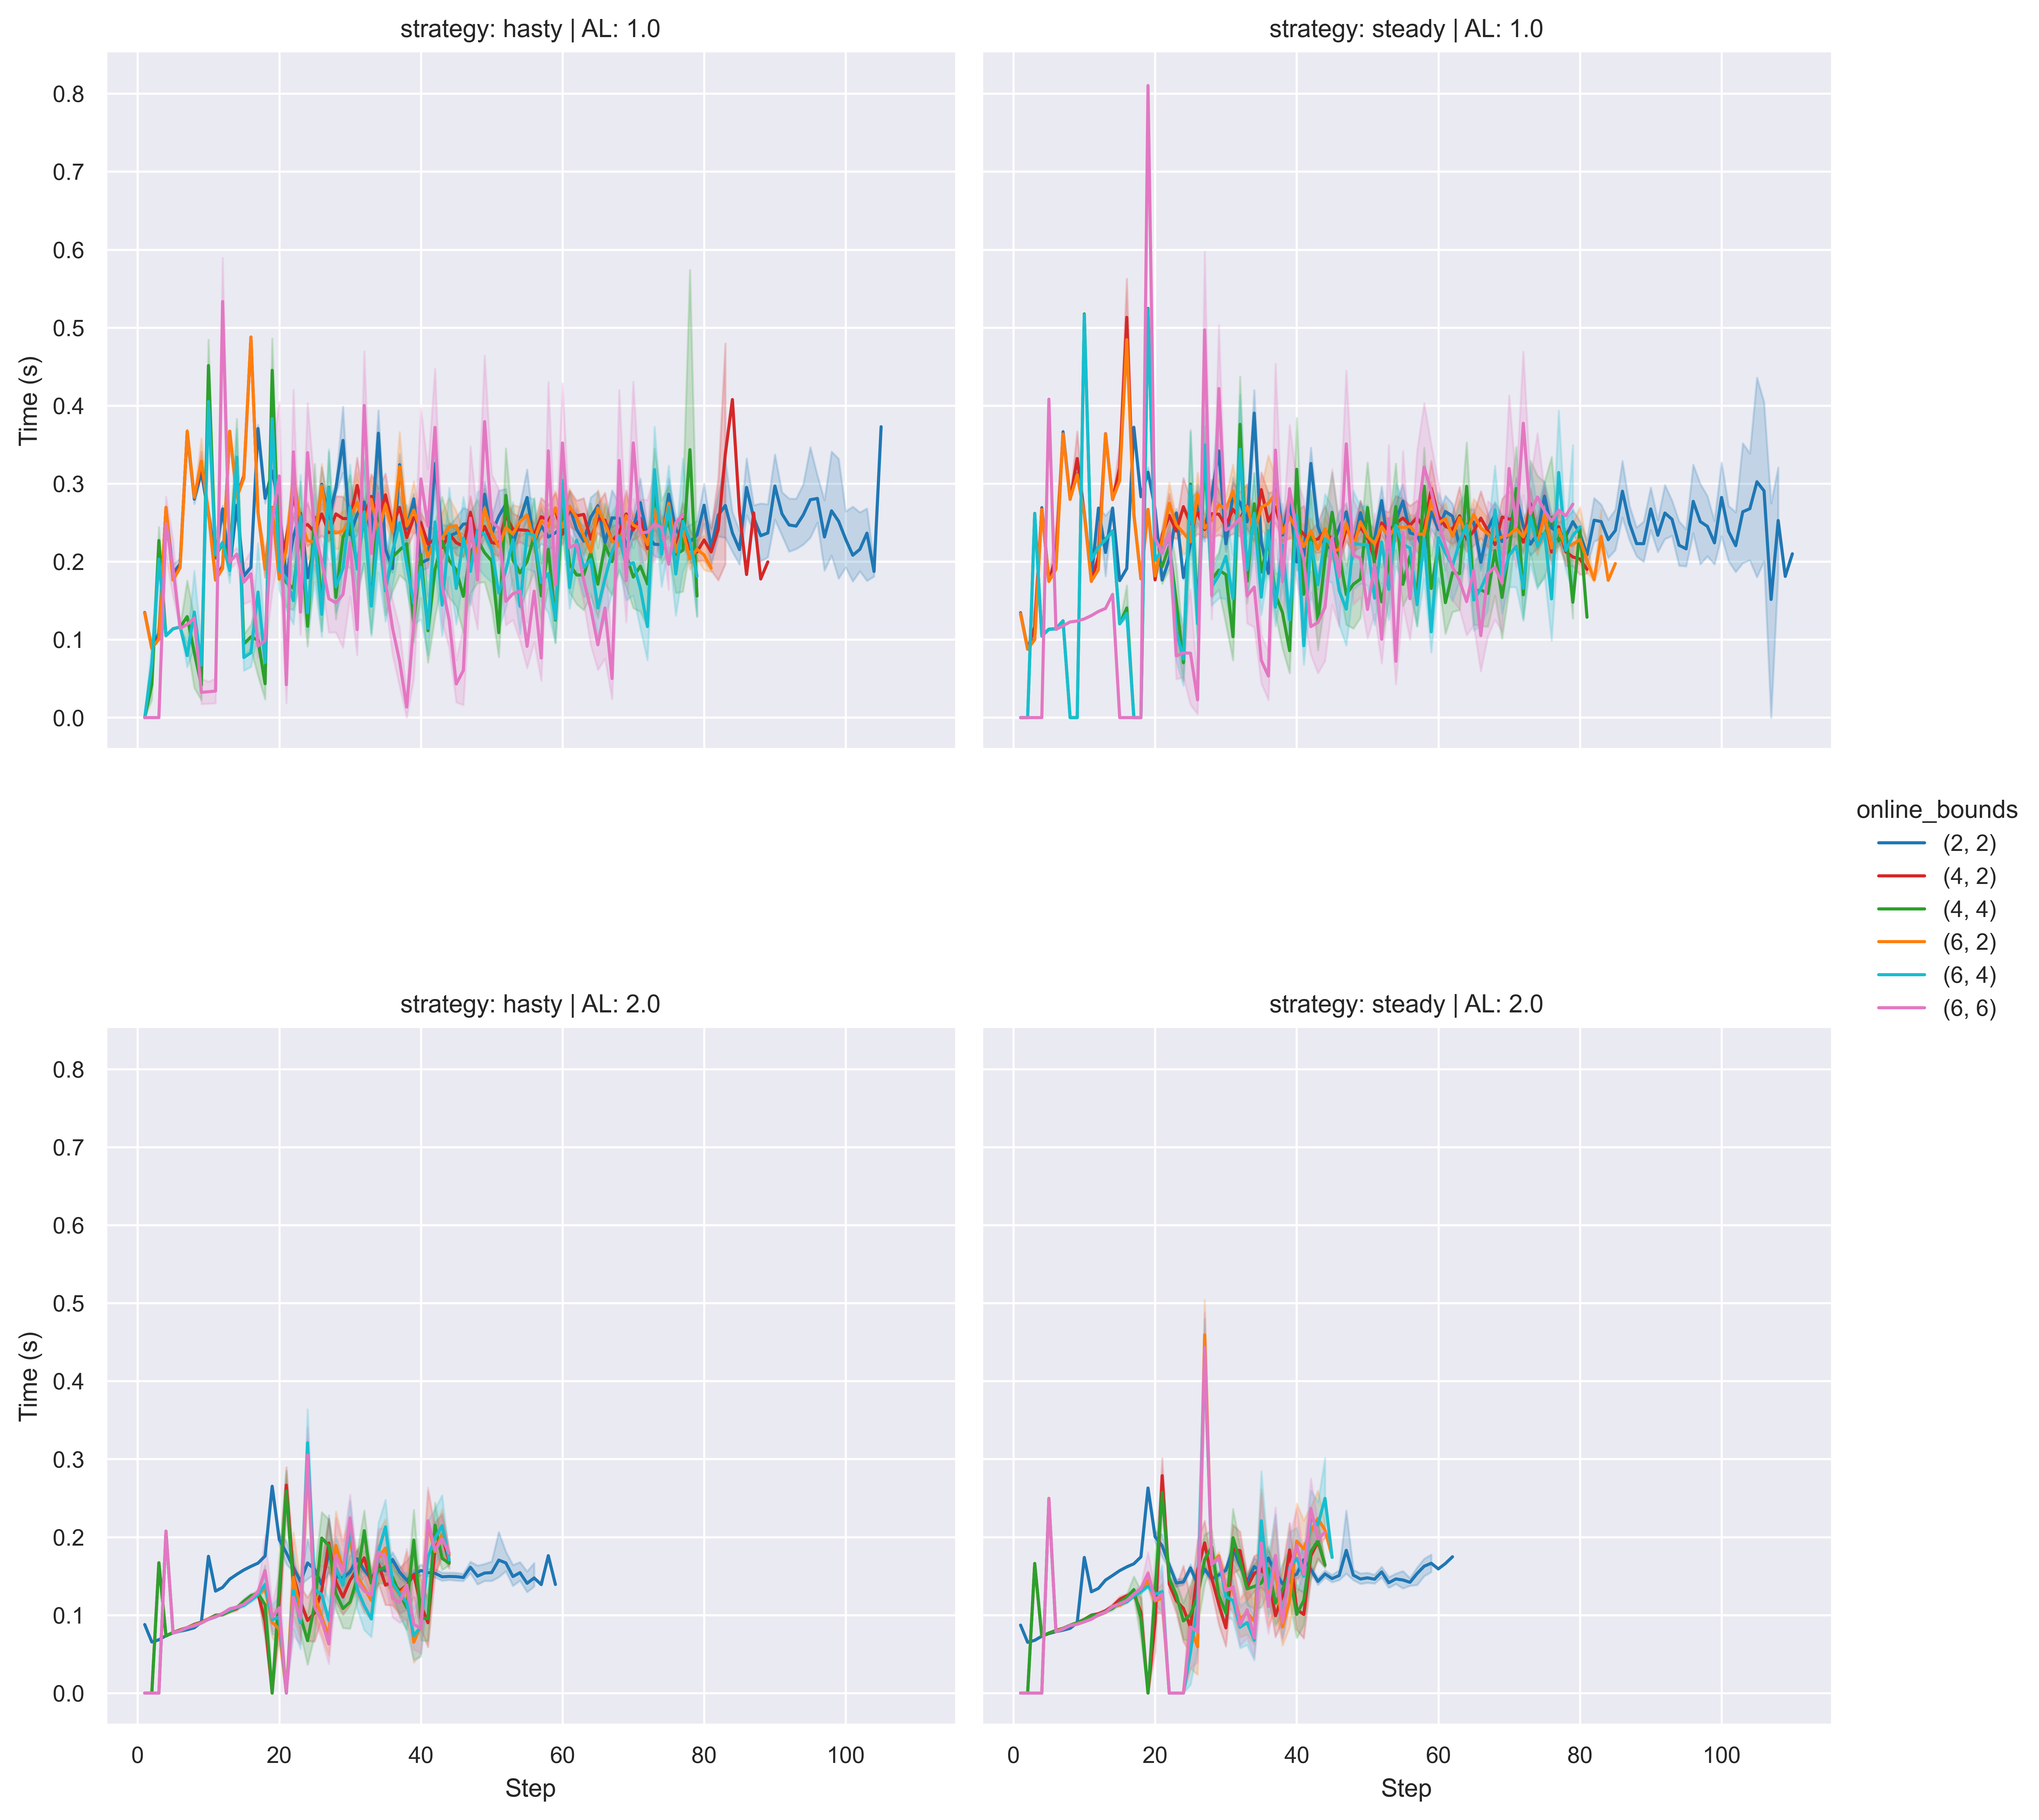 strategy: hasty | AL: 1.0
strategy: steady | AL: 1.0
0.8
0.7
0.6
0.5
0.4
0.3
0.2
0.1
0.0
Time (s)
online_bounds
(2, 2)
(4, 2)
(4, 4)
(6, 2)
(6, 4)
(6, 6)
strategy: hasty | AL: 2.0
strategy: steady | AL: 2.0
0.8
0.7
0.6
0.5
0.4
0.3
0.2
0.1
0.0
Time (s)
0 20 40 60 80 100
0 20 40 60 80 100
Step
Step